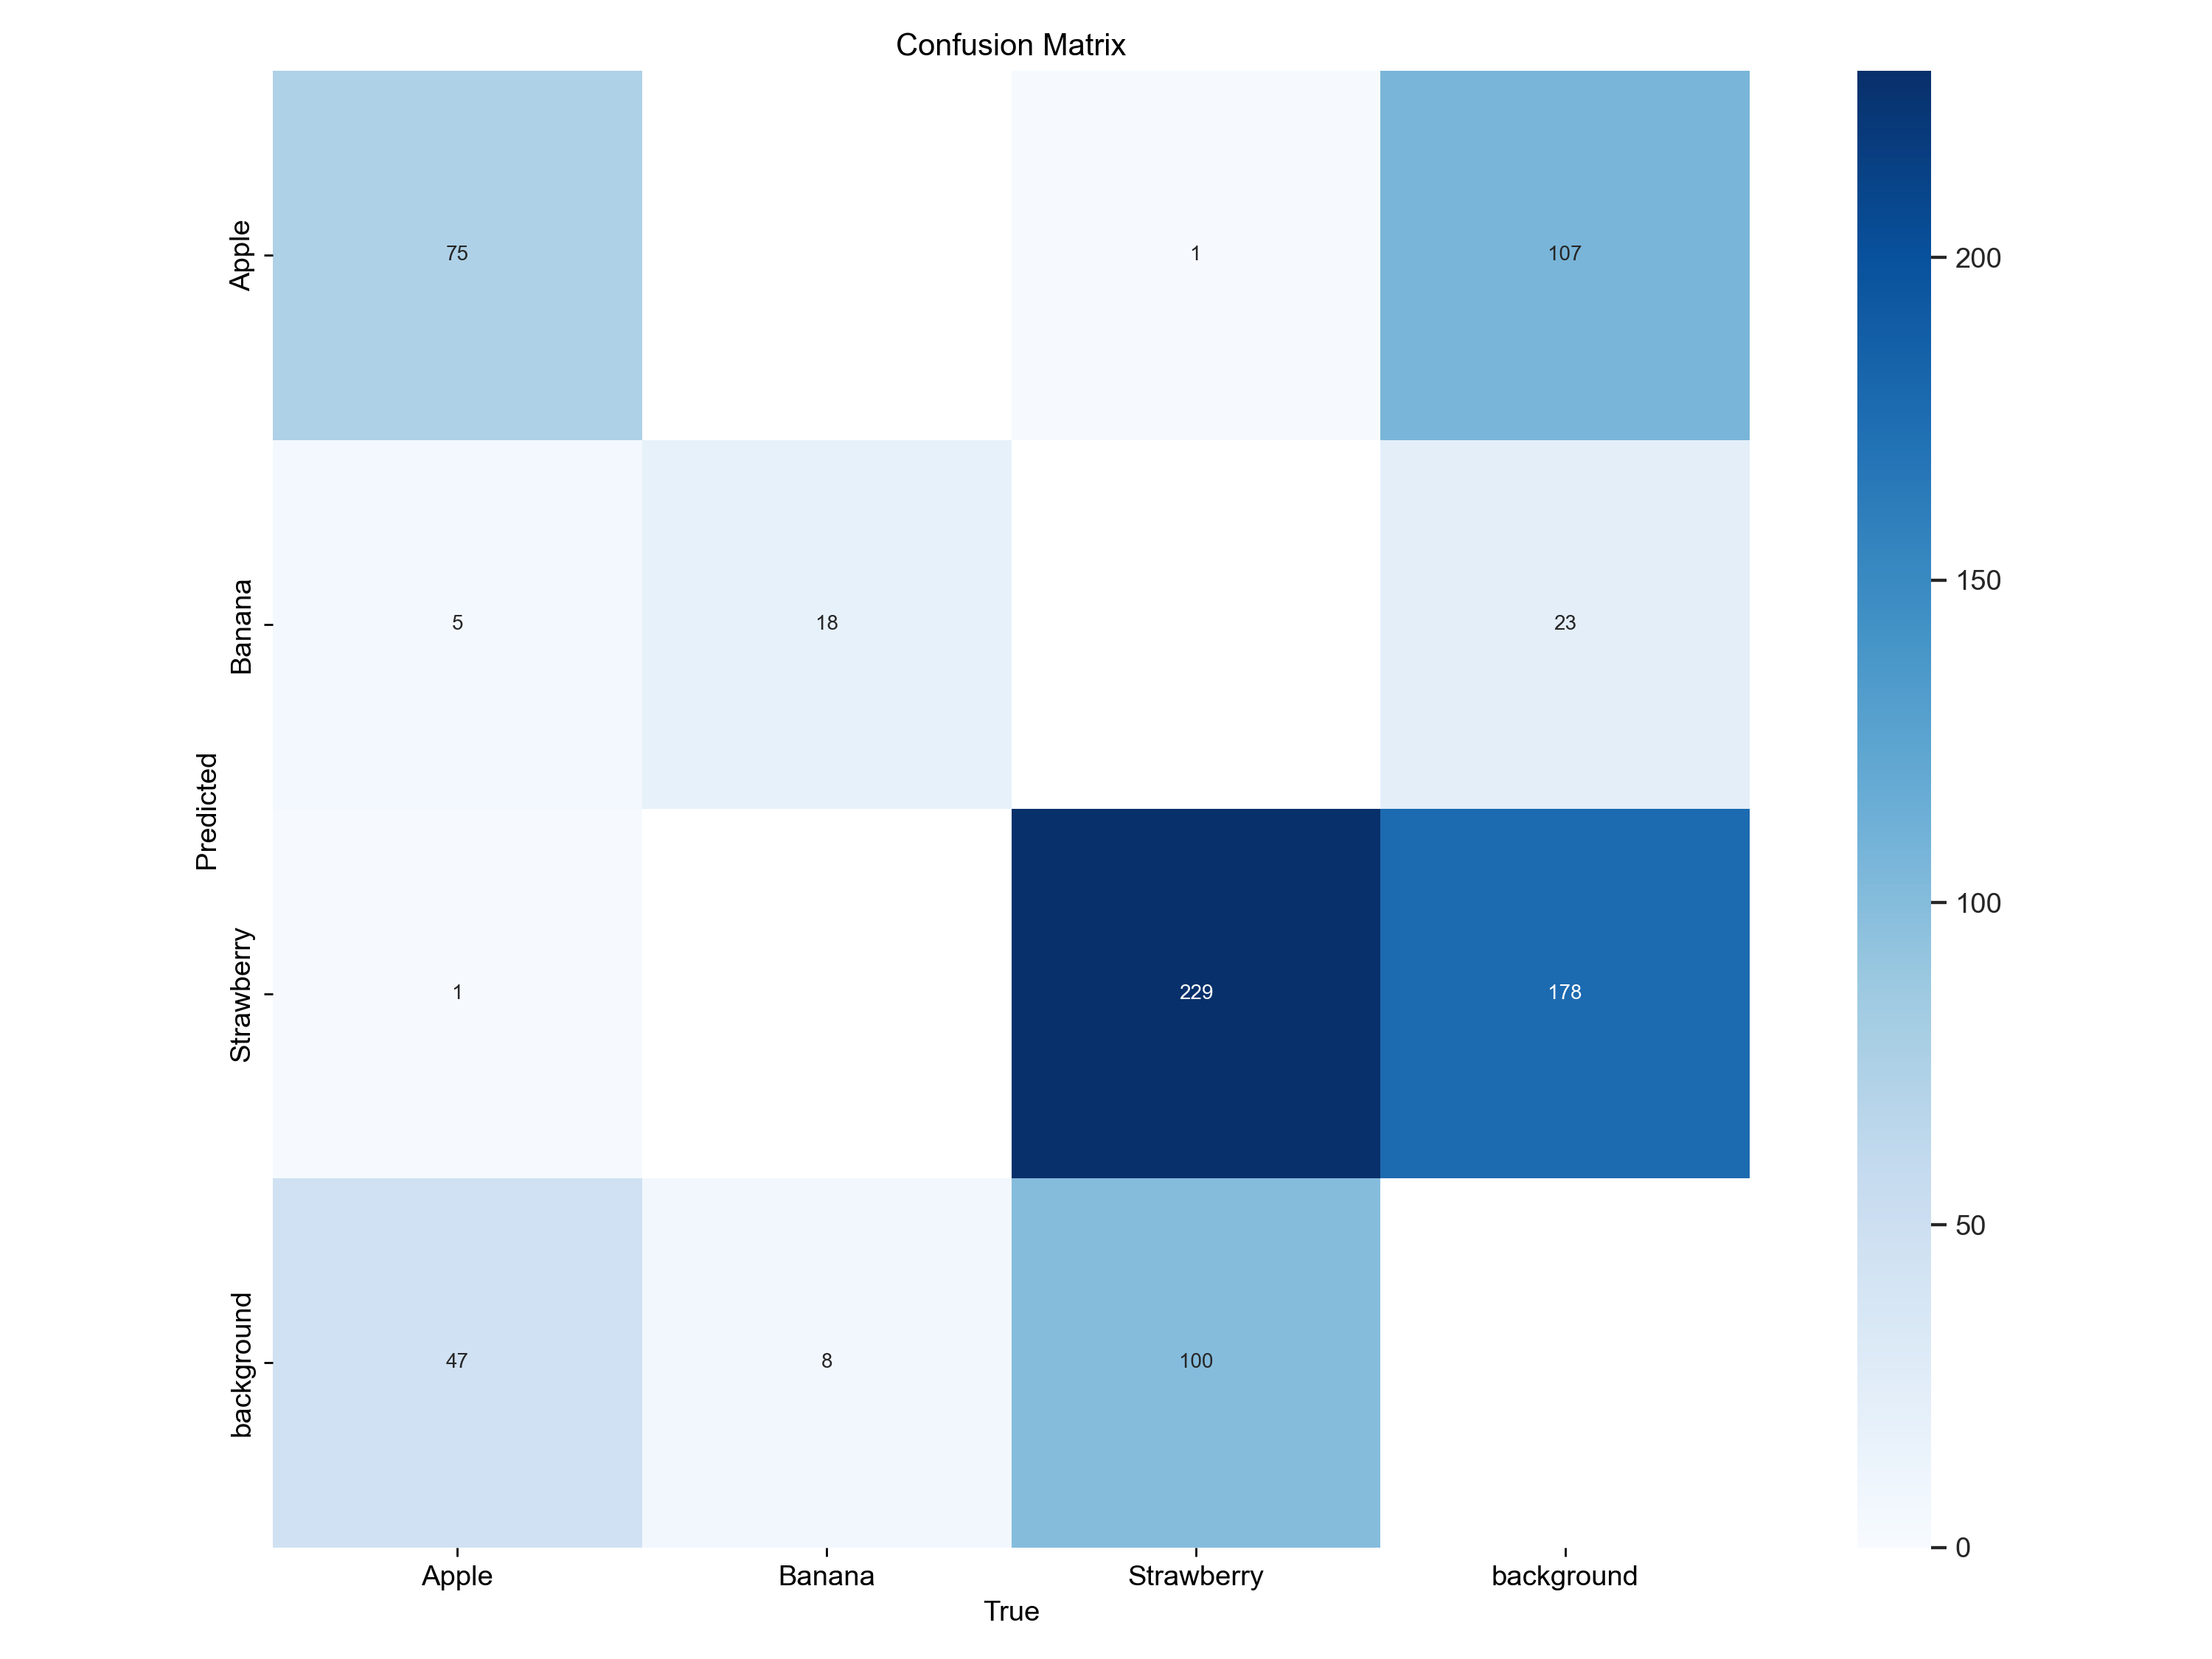 Confusion Matrix
Apple
75
1
107
200
Banana
5
18
23
150
Predicted
100
Strawberry
1
229
178
50
background
47
8
100
0
Apple
Banana
Strawberry
background
True